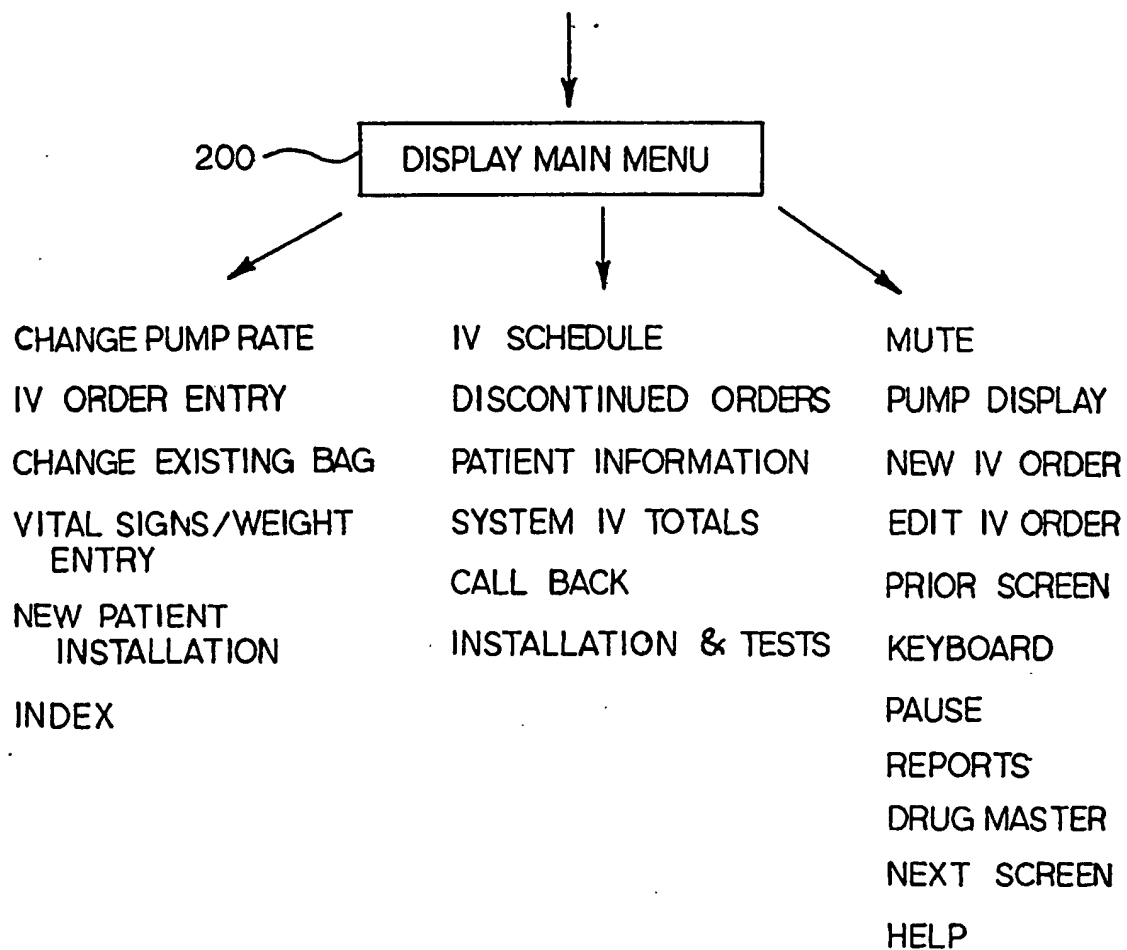 200 DISPLAY MAIN MENU
CHANGE PUMP RATE
IV ORDER ENTRY
CHANGE EXISTING BAG
VITAL SIGNS/WEIGHT
ENTRY
NEW PATIENT
INSTALLATION
INDEX
IV SCHEDULE
DISCONTINUED ORDERS
PATIENT INFORMATION
SYSTEM IV TOTALS
CALL BACK
INSTALLATION & TESTS
MUTE
PUMP DISPLAY
NEW IV ORDER
EDIT IV ORDER
PRIOR SCREEN
KEYBOARD
PAUSE
REPORTS
DRUG MASTER
NEXT SCREEN
HELP